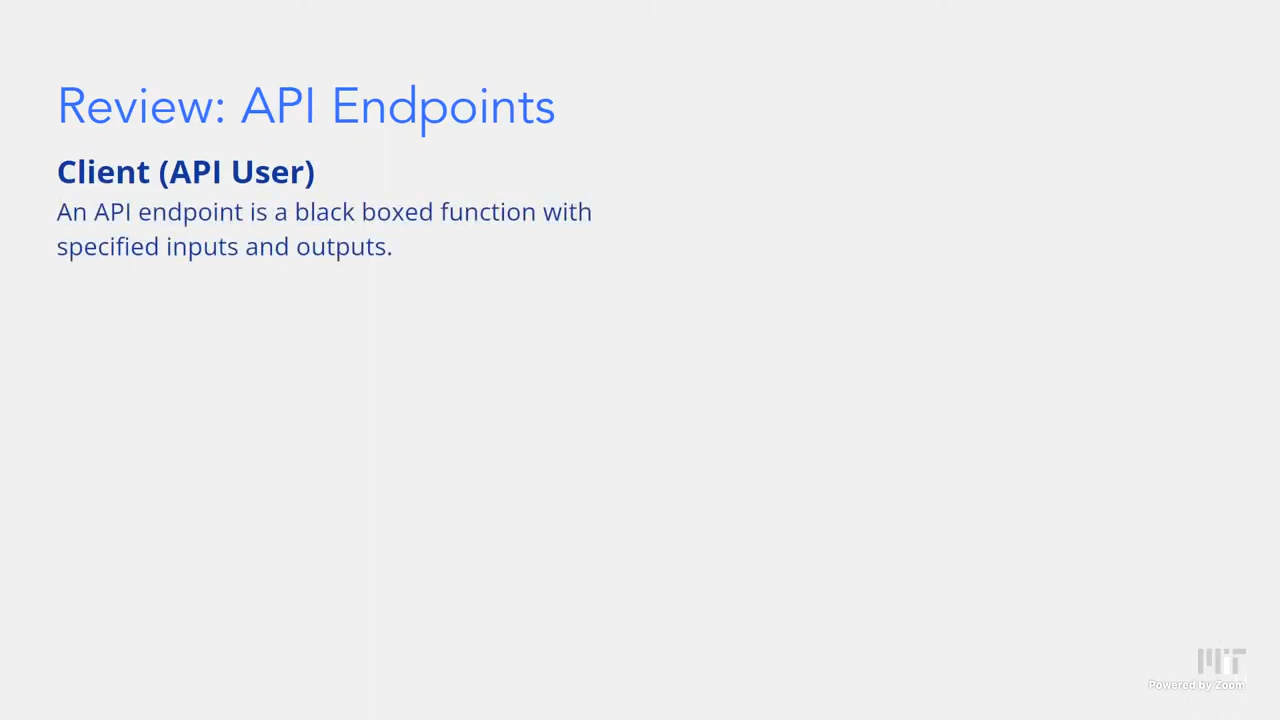 Review: API Endpoints
Client (API User)
An API endpoint is a black boxed function with
specified inputs and outputs.
MIT
Powered by Zoom